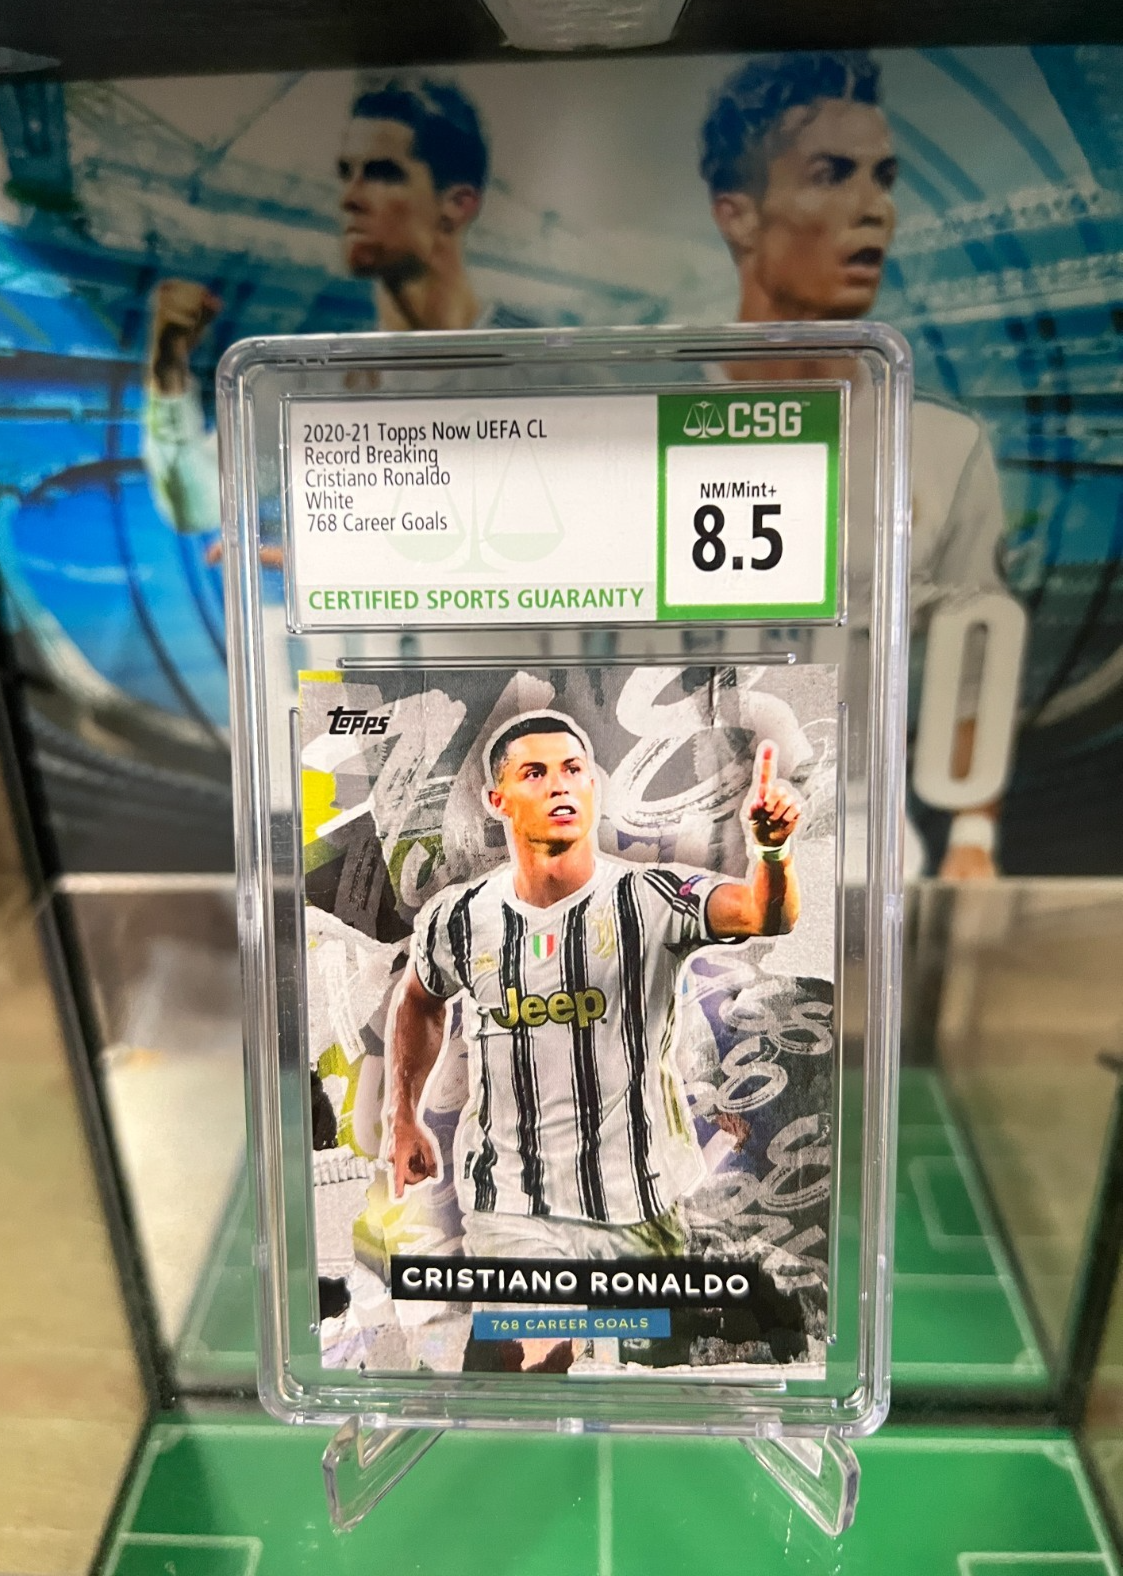 2020-21 Topps Now UEFA CL
Record Breaking
Cristiano Ronaldo
White
768 Career Goals
CERTIFIED SPORTS GUARANTY
CSG™
NM/Mint+
8.5
topps
Jeep
CRISTIANO RONALDO
768 CAREER GOALS